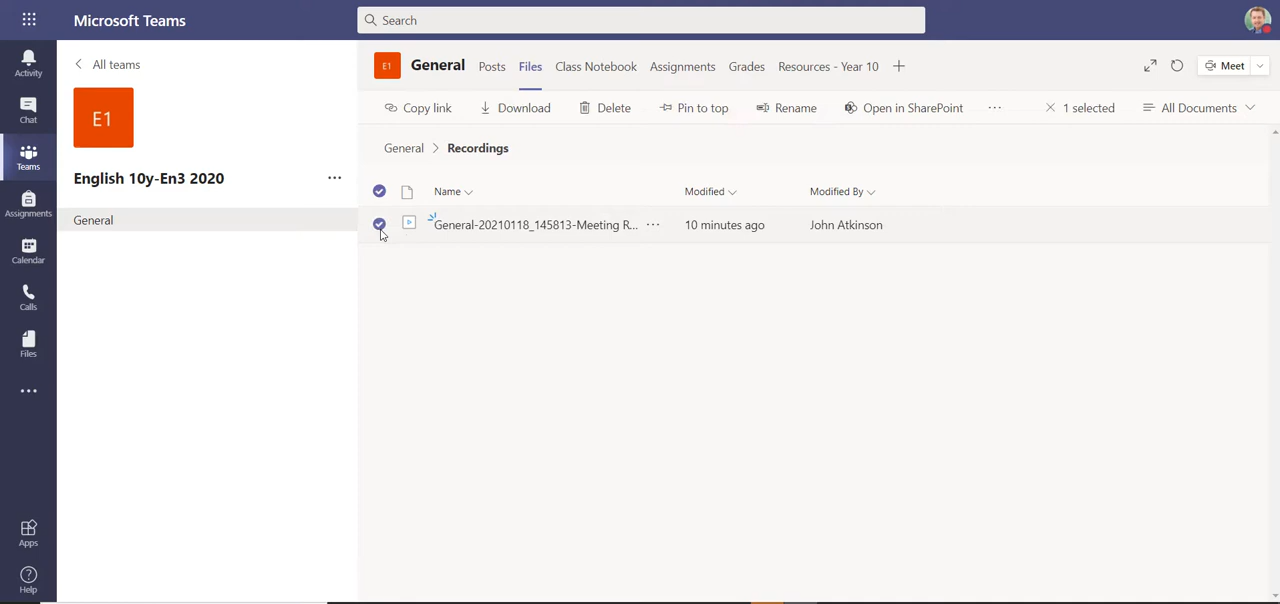 Microsoft Teams
Search
Activity
Chat
Teams
Assignments
Calendar
Calls
Files
Apps
Help
All teams
E1
English 10y-En3 2020
General
E1
General
Posts
Files
Class Notebook
Assignments
Grades
Resources - Year 10
Meet
Copy link
Download
Delete
Pin to top
Rename
Open in SharePoint
1 selected
All Documents
General > Recordings
Name
Modified
Modified By
General-20210118_145813-Meeting R...
10 minutes ago
John Atkinson